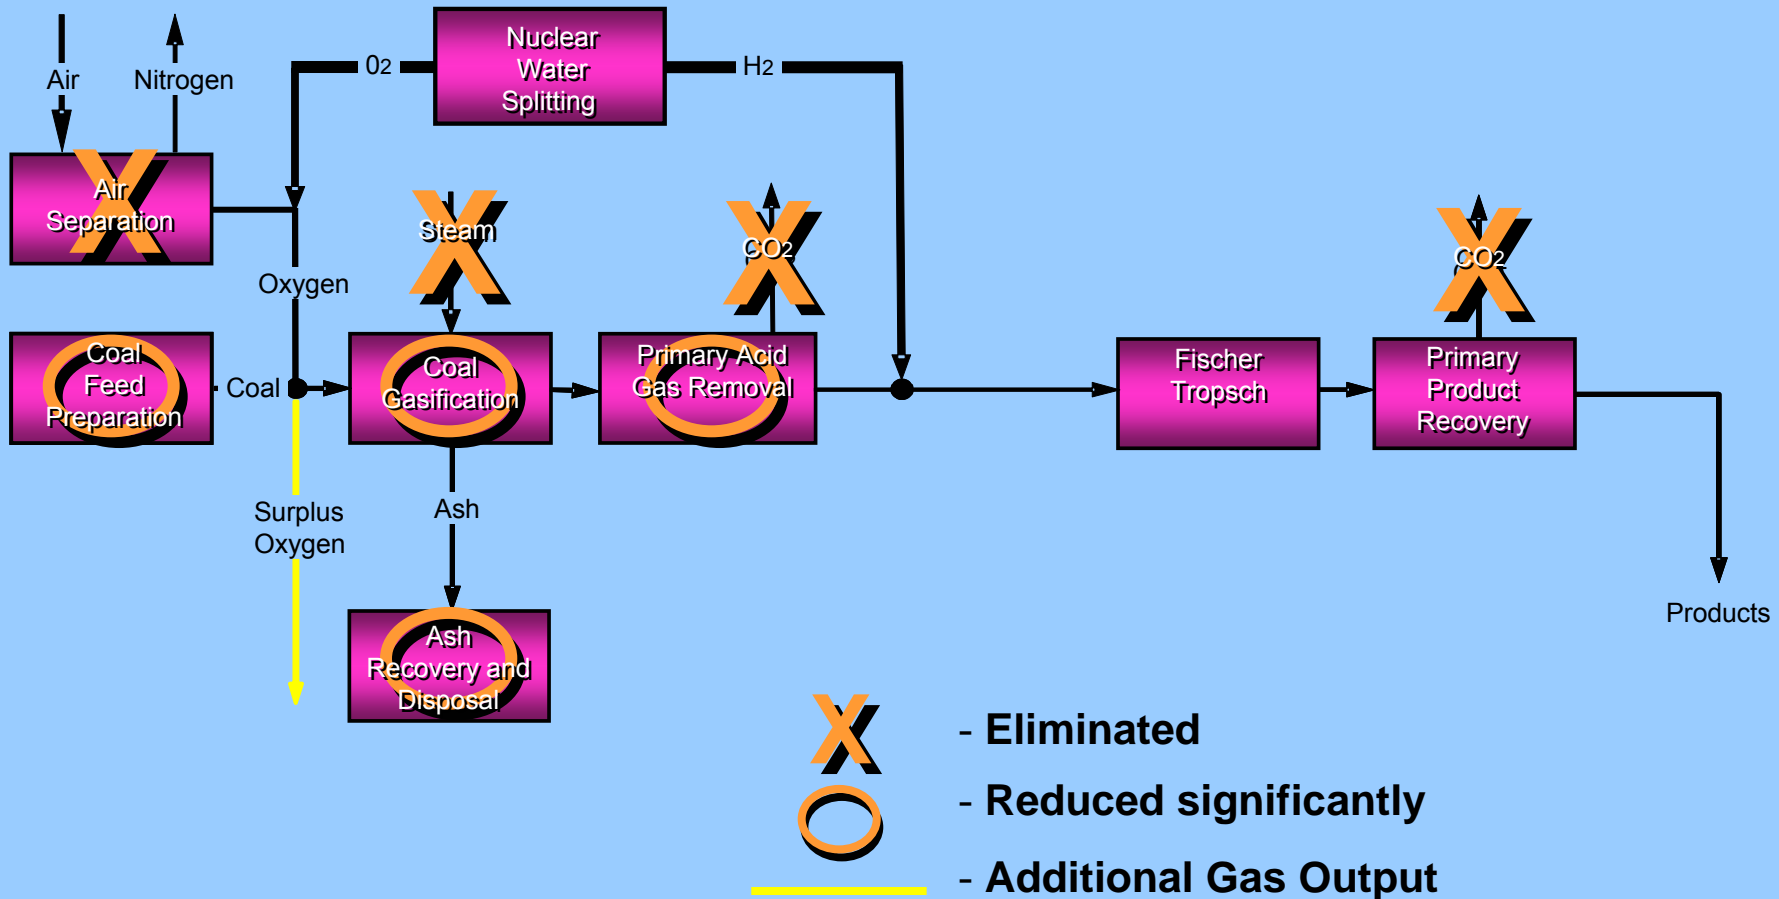 Nuclear
Water
Splitting
02
H2
Air
Nitrogen
Air
Separation
Steam
CO2
CO2
Oxygen
Coal
Feed
Preparation
Coal
Coal
Gasification
Primary Acid
Gas Removal
Fischer
Tropsch
Primary
Product
Recovery
Surplus
Oxygen
Ash
Products
Ash
Recovery and
Disposal
X - Eliminated
- Reduced significantly
- Additional Gas Output